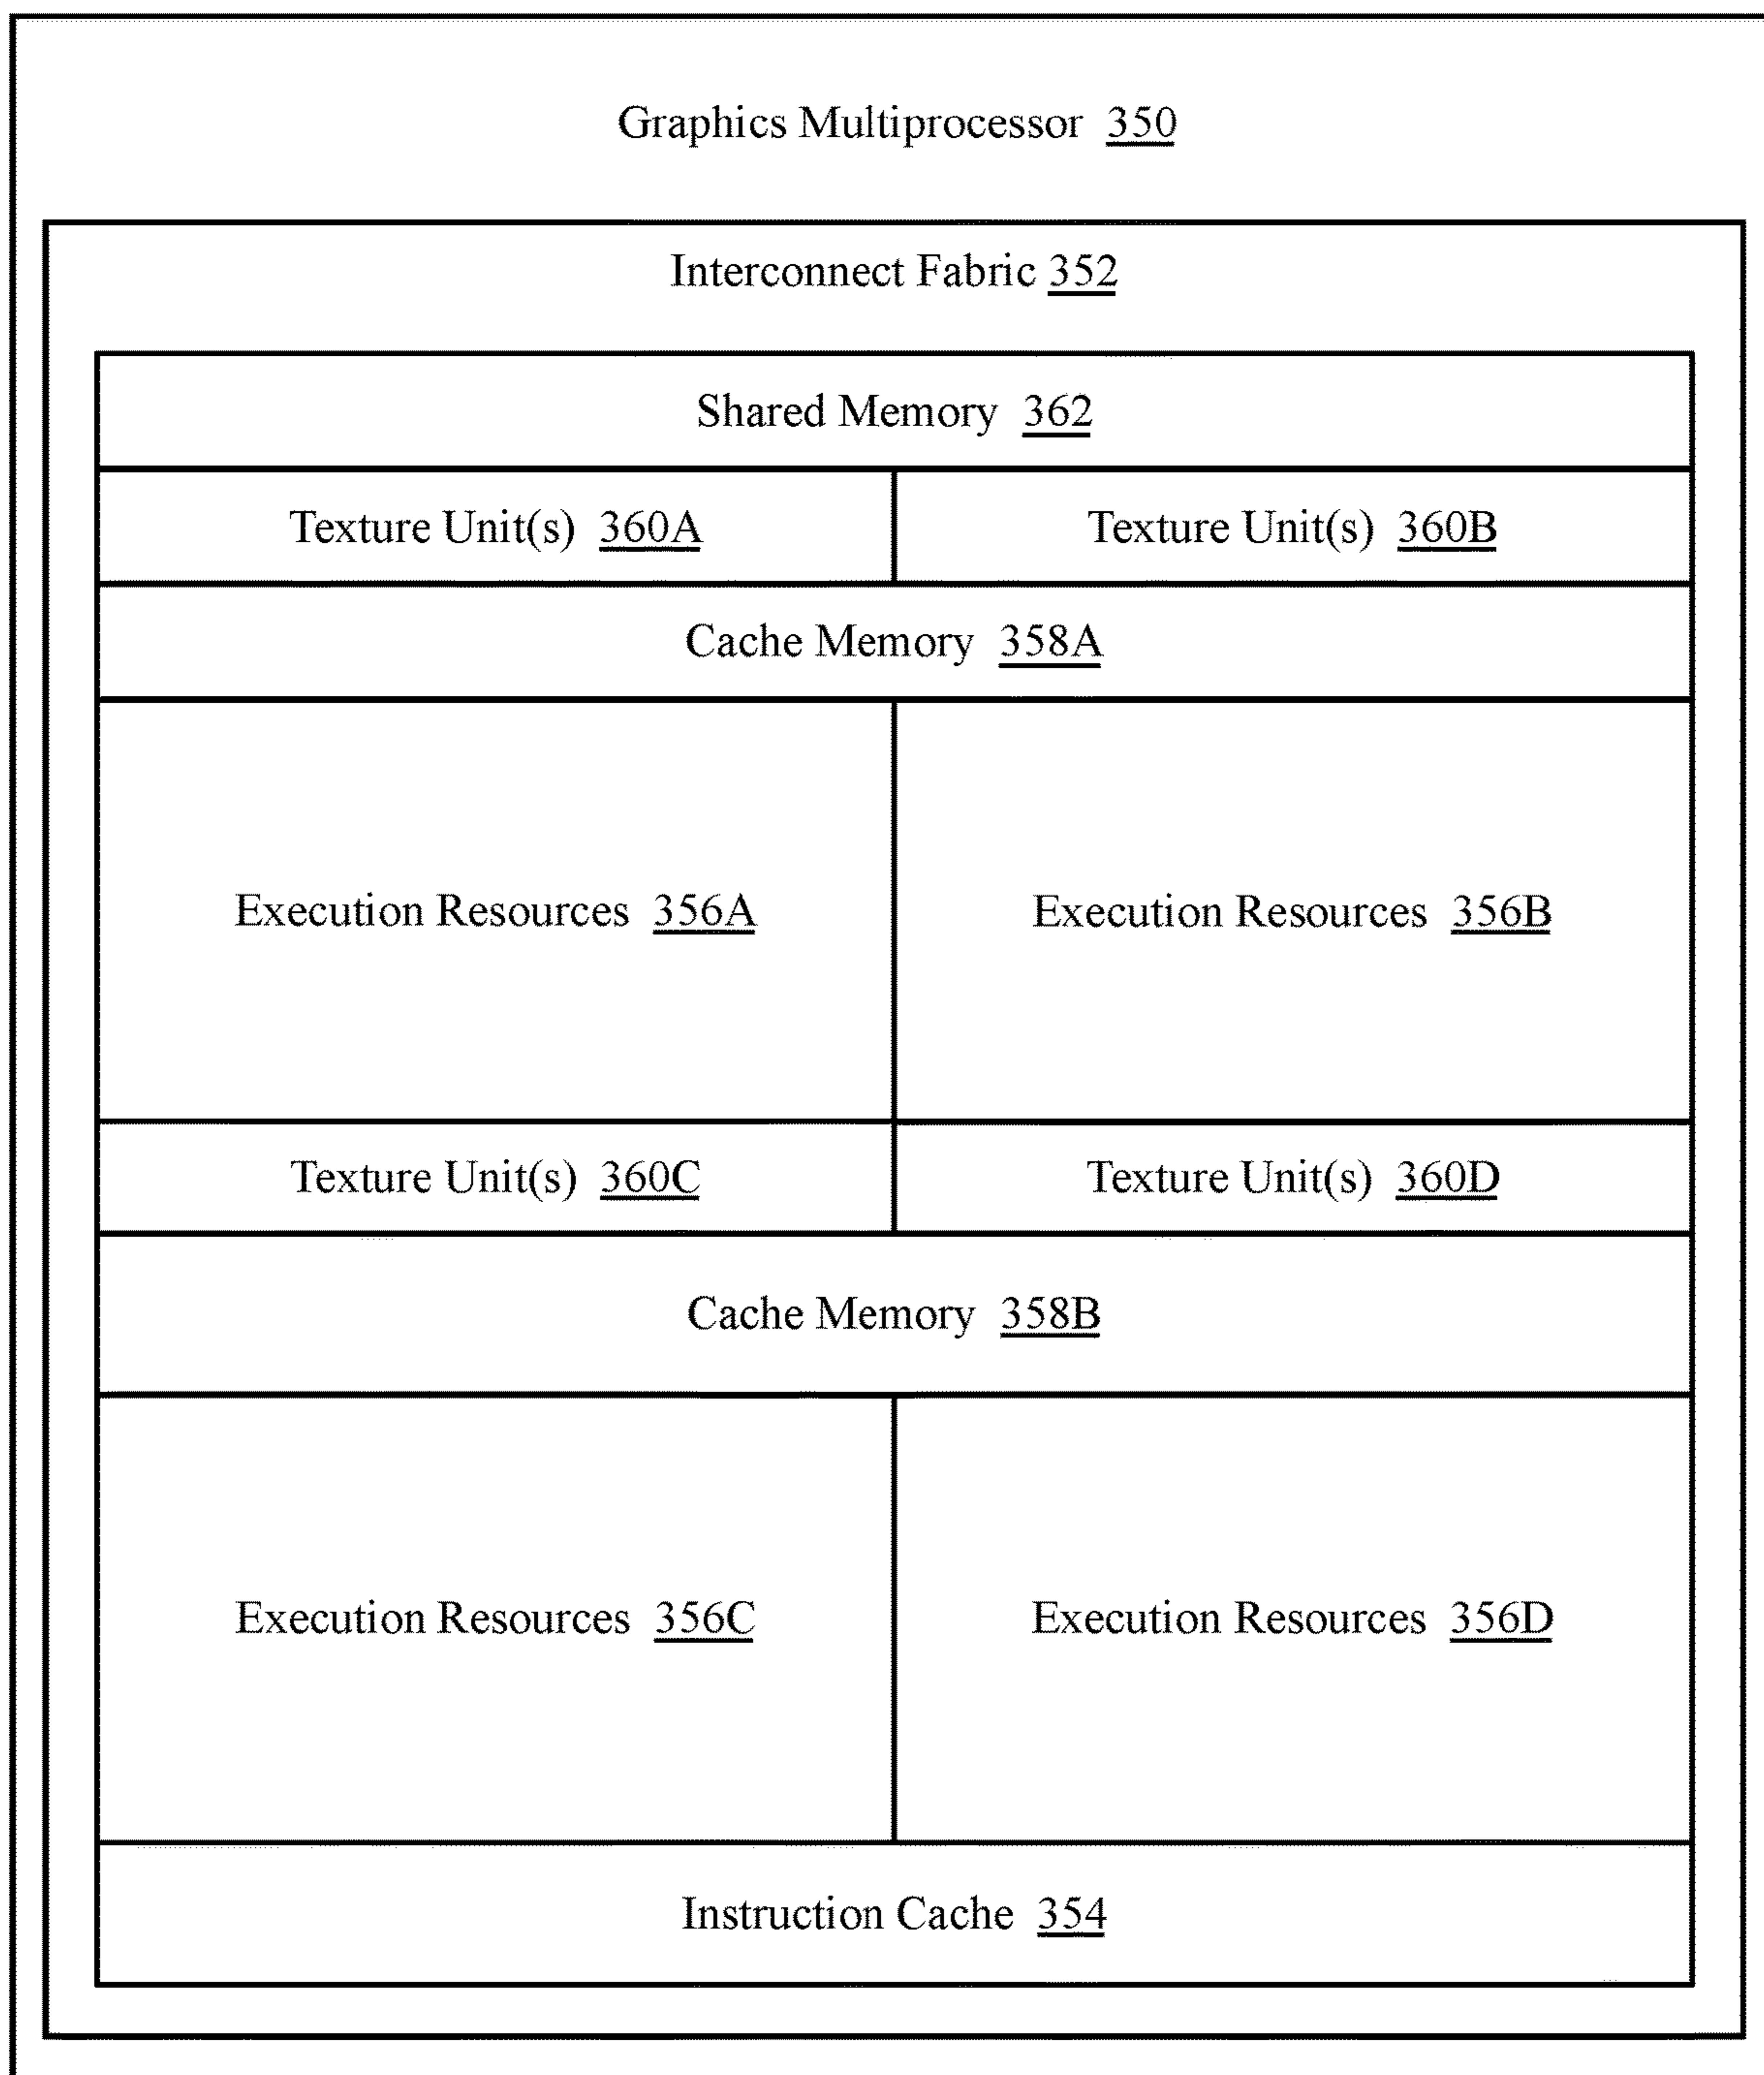 Graphics Multiprocessor 350
Interconnect Fabric 352
Shared Memory 362
Texture Unit(s) 360A
Texture Unit(s) 360B
Cache Memory 358A
Execution Resources 356A
Execution Resources 356B
Texture Unit(s) 360C
Texture Unit(s) 360D
Cache Memory 358B
Execution Resources 356C
Execution Resources 356D
Instruction Cache 354